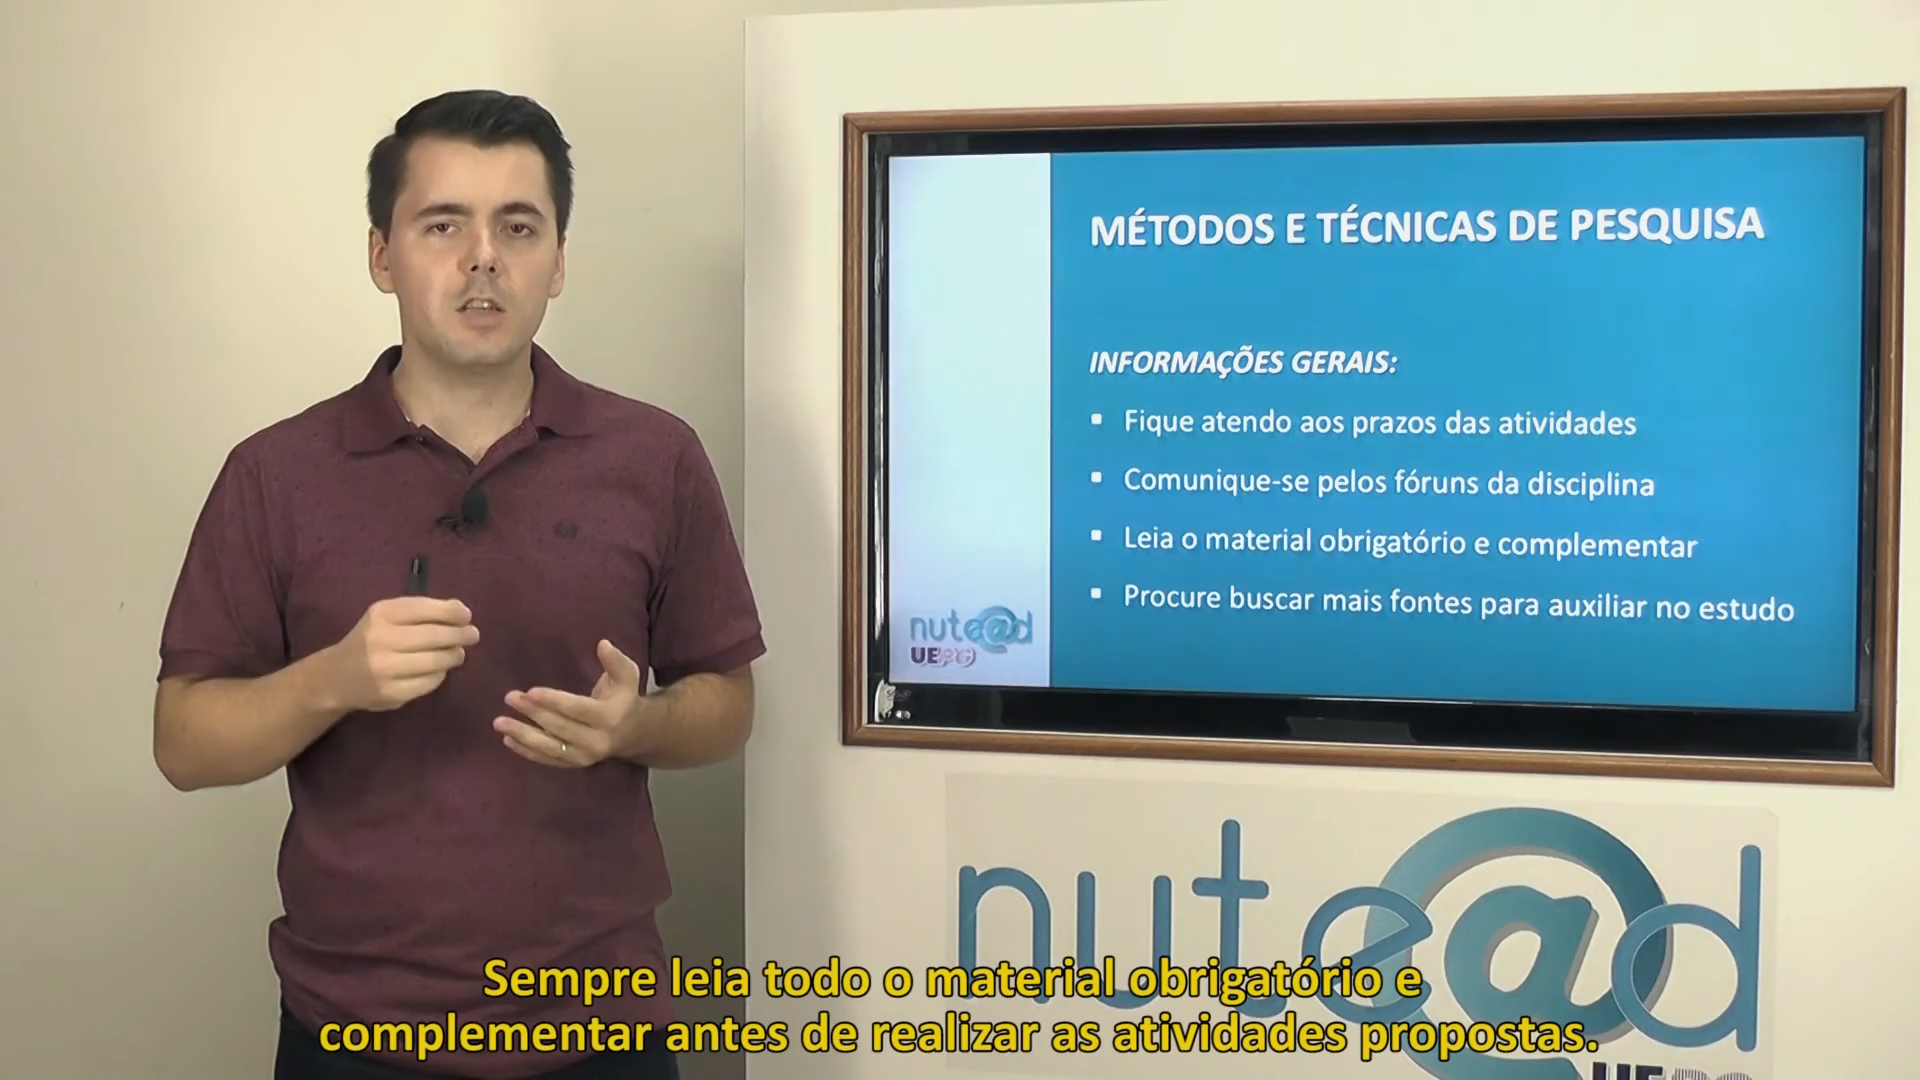 MÉTODOS E TÉCNICAS DE PESQUISA
INFORMAÇÕES GERAIS:
▪ Fique atendo aos prazos das atividades
▪ Comunique-se pelos fóruns da disciplina
▪ Leia o material obrigatório e complementar
▪ Procure buscar mais fontes para auxiliar no estudo
nute@d
UEPG
nute@d
UEPG
Sempre leia todo o material obrigatório e
complementar antes de realizar as atividades propostas.